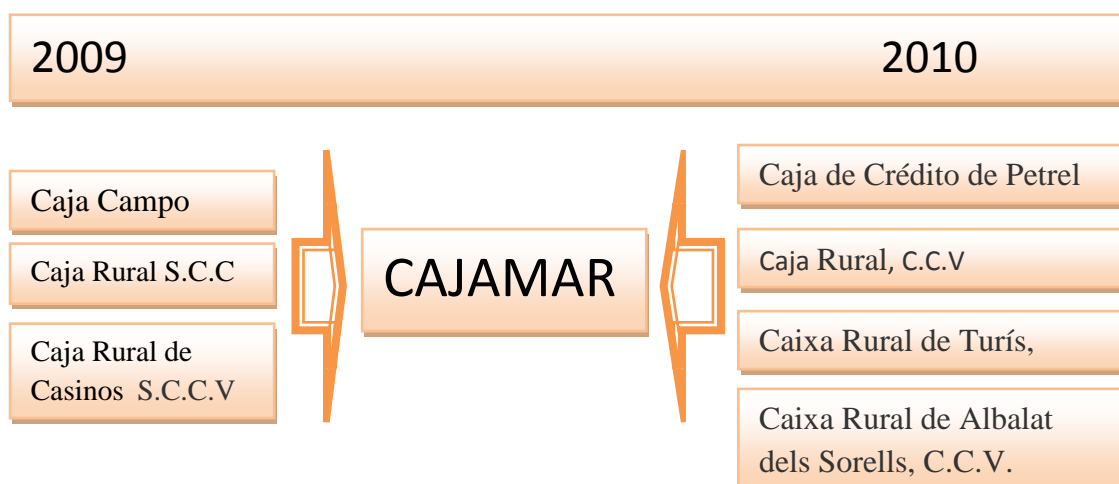 2009
2010
Caja Campo
Caja Rural S.C.C
Caja Rural de
Casinos S.C.C.V
CAJAMAR
Caja de Crédito de Petrel
Caja Rural, C.C.V
Caixa Rural de Turís,
Caixa Rural de Albalat
dels Sorells, C.C.V.